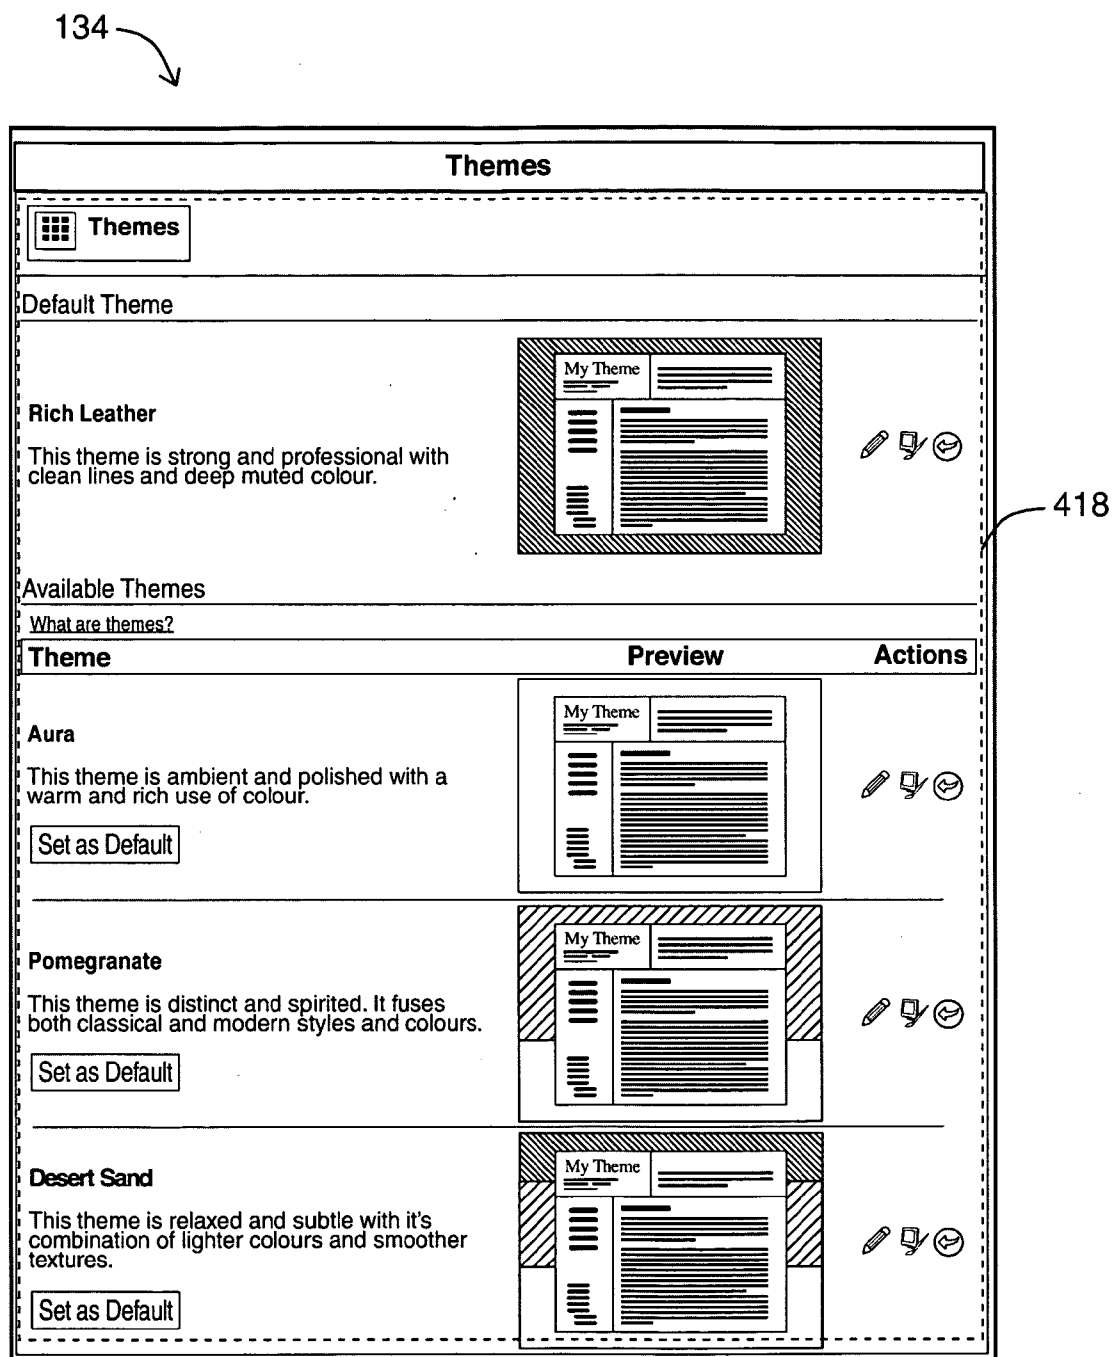 134
Themes
Themes
Default Theme
My Theme
Rich Leather
This theme is strong and professional with
clean lines and deep muted colour.
418
Available Themes
What are themes?
Theme Preview Actions
My Theme
Aura
This theme is ambient and polished with a
warm and rich use of colour.
Set as Default
My Theme
Pomegranate
This theme is distinct and spirited. It fuses
both classical and modern styles and colours.
Set as Default
My Theme
Desert Sand
This theme is relaxed and subtle with it's
combination of lighter colours and smoother
textures.
Set as Default